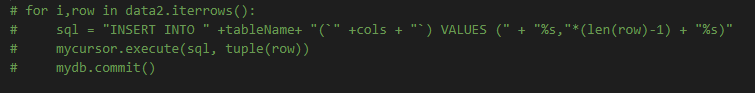 # for i,row in data2.iterrows():
#     sql = "INSERT INTO " +tableName+ "(`" +cols + "`) VALUES (" + "%s,"*(len(row)-1) + "%s)"
#     mycursor.execute(sql, tuple(row))
#     mydb.commit()